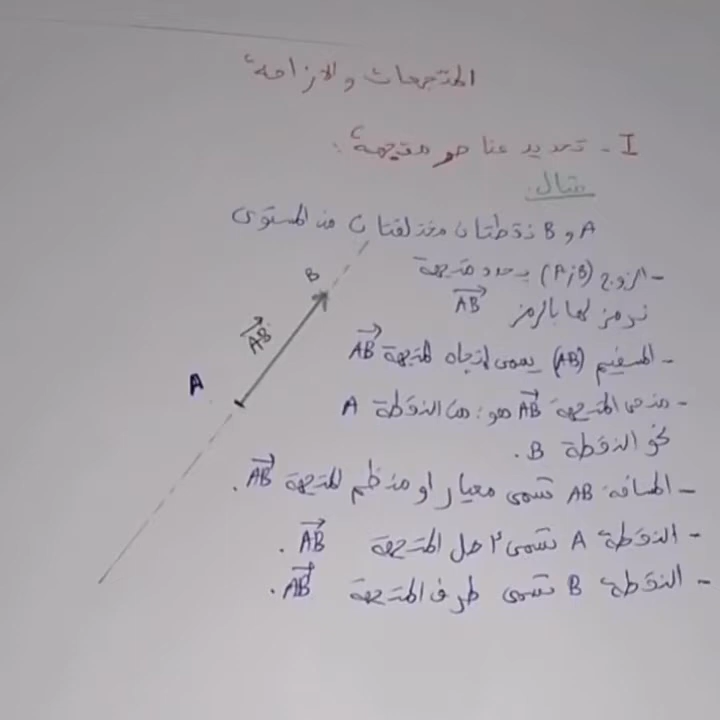 المتجهات والازاحة
I - تحديد عناصر متجهة:
مثال:
A و B نقطتان مختلفتان من المستوى
- الزوج (A;B) يحدد متجهة
نرمز لها بالرمز AB→
- المستقيم (AB) يسمى اتجاه المتجهة AB→
- منحى المتجهة AB→ هو: من النقطة A
نحو النقطة B.
- المسافة AB تسمى معيار او منظم للمتجهة AB→.
- النقطة A تسمى اصل المتجهة AB→.
- النقطة B تسمى طرف المتجهة AB→.
B
AB→
A